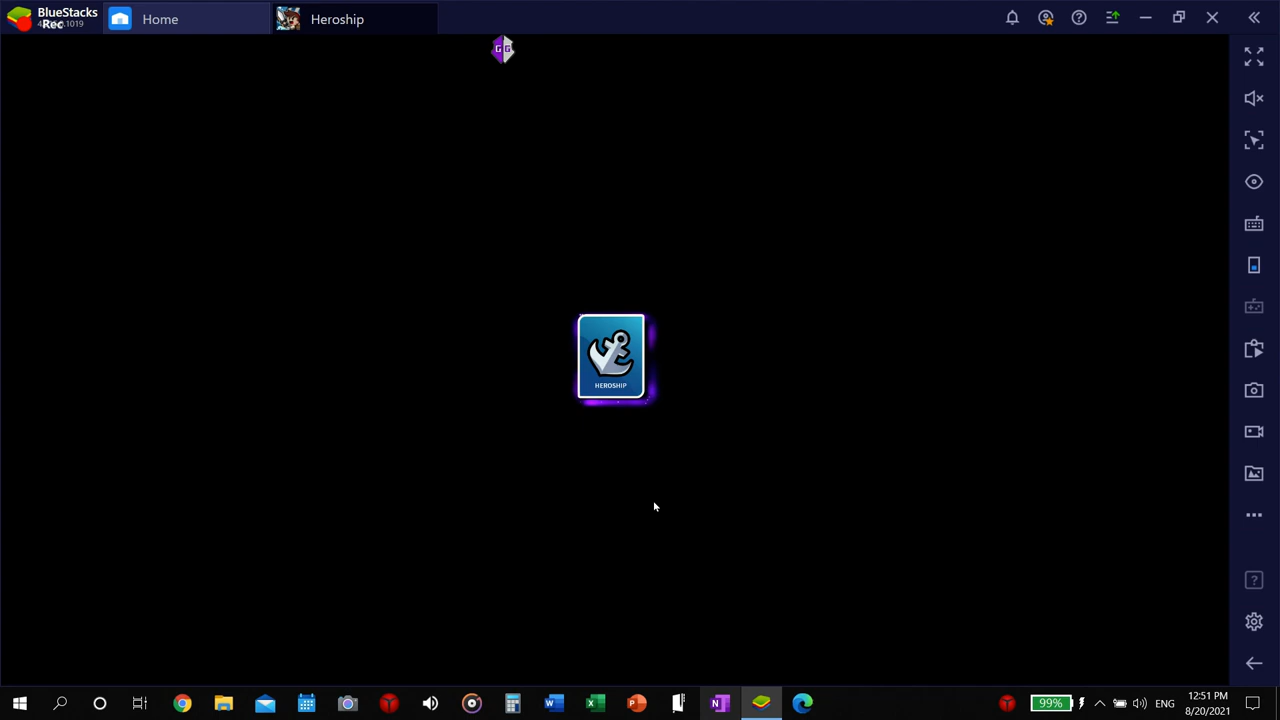 BlueStacks
Rec
Home
Heroship
GG
HEROSHIP
99%
ENG
12:51 PM
8/20/2021